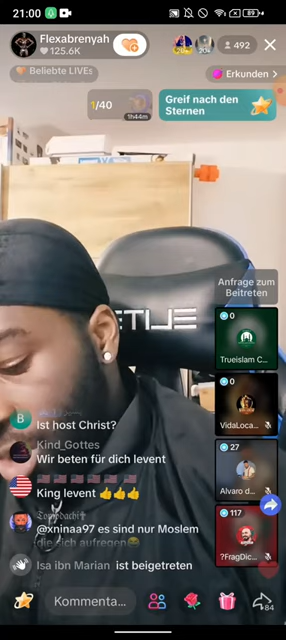 21:00
89
Flexabrenyah
125.6K
492
Beliebte LIVEs
Erkunden >
1/40
1h44m
Greif nach den
Sternen
Anfrage zum
Beitreten
0
Trueislam C...
0
VidaLoca...
27
Alvaro d...
117
?FragDic...
B
Ist host Christ?
Kind_Gottes
Wir beten für dich levent
King levent 👍👍👍
@xninaa97 es sind nur Moslem
die sich aufregen😂
Isa ibn Marian ist beigetreten
Kommenta...
84